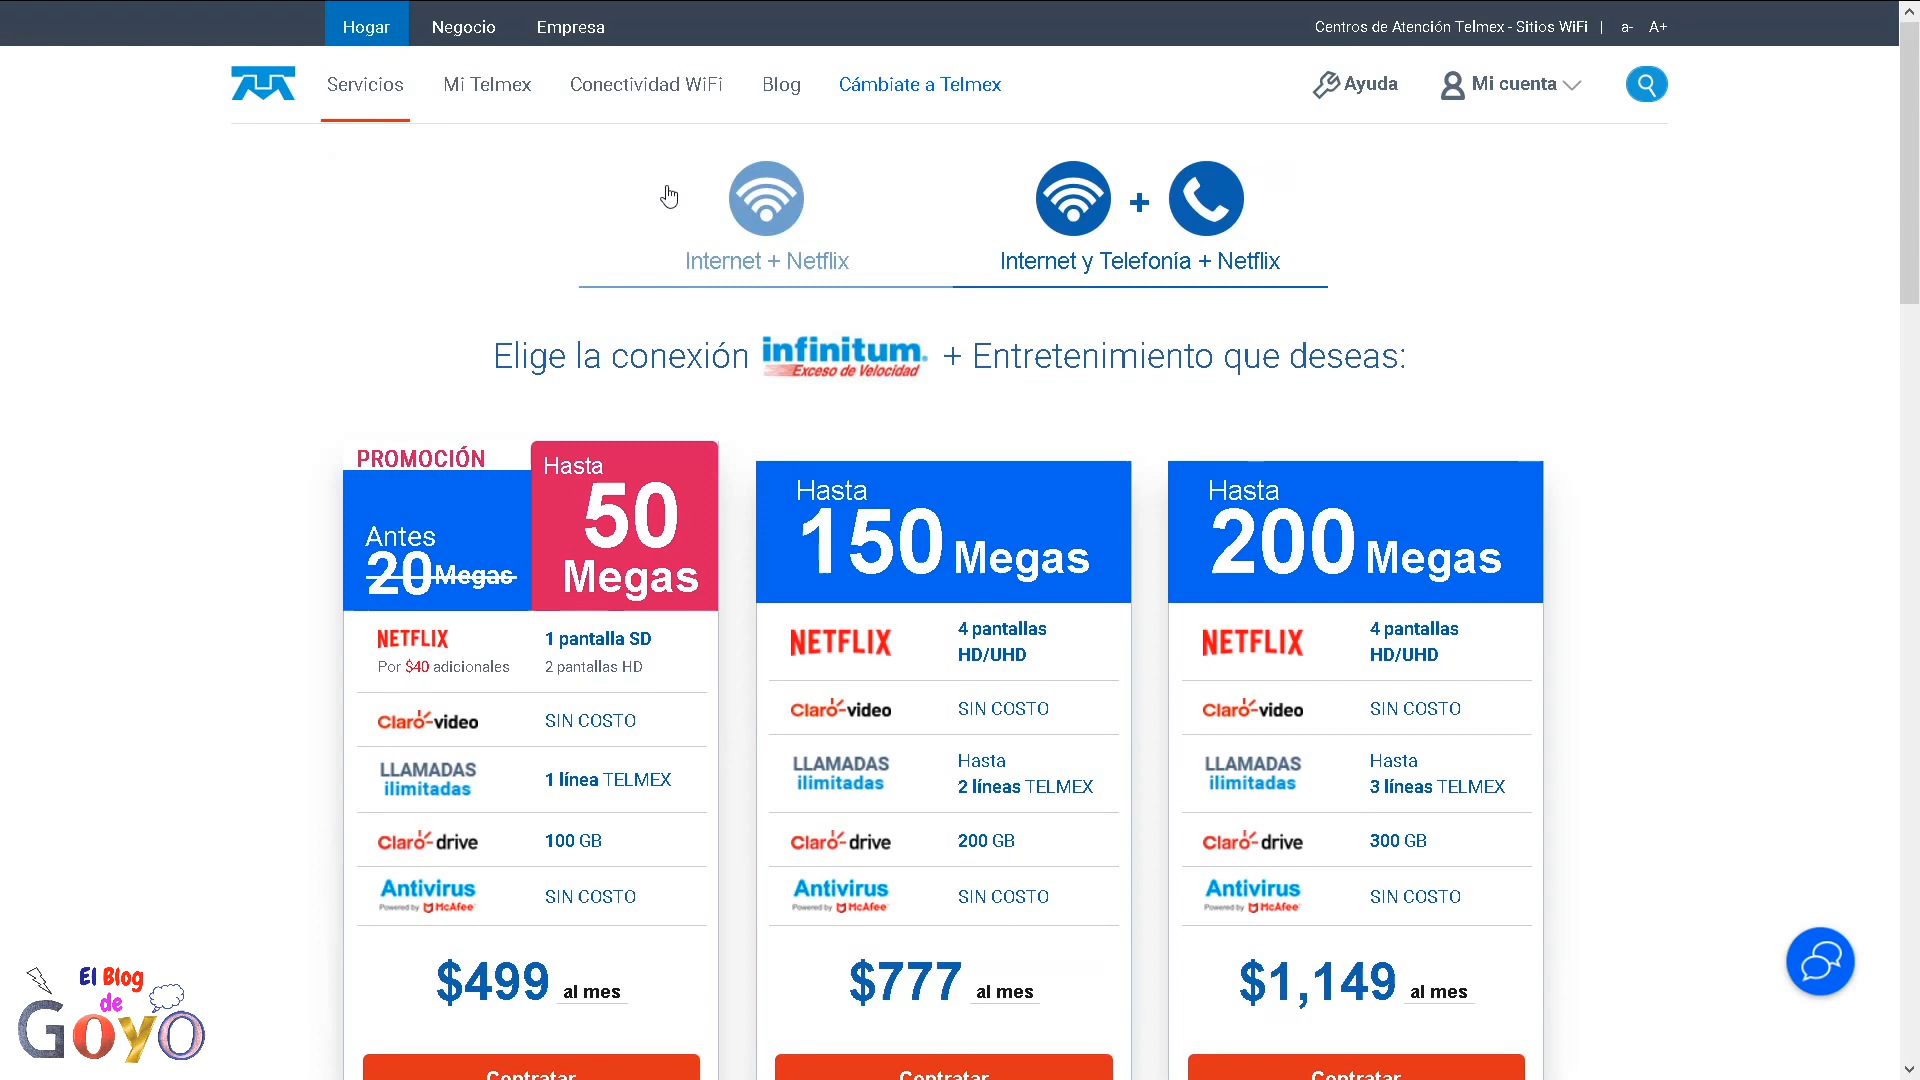 Hogar Negocio Empresa Centros de Atención Telmex - Sitios WiFi | a- A+
Servicios Mi Telmex Conectividad WiFi Blog Cámbiate a Telmex Ayuda Mi cuenta
+
Internet + Netflix Internet y Telefonía + Netflix
Elige la conexión infinitum. + Entretenimiento que deseas:
Exceso de Velocidad
PROMOCIÓN
Antes
20 Megas
Hasta
50
Megas
NETFLIX 1 pantalla SD
Por $40 adicionales 2 pantallas HD
Claro-video SIN COSTO
LLAMADAS
ilimitadas
1 línea TELMEX
Claro-drive 100 GB
Antivirus
Powered by McAfee
SIN COSTO
$499 al mes
Contratar
Hasta
150 Megas
NETFLIX
4 pantallas
HD/UHD
Claro-video SIN COSTO
LLAMADAS
ilimitadas
Hasta
2 líneas TELMEX
Claro-drive 200 GB
Antivirus
Powered by McAfee
SIN COSTO
$777 al mes
Contratar
Hasta
200 Megas
NETFLIX
4 pantallas
HD/UHD
Claro-video SIN COSTO
LLAMADAS
ilimitadas
Hasta
3 líneas TELMEX
Claro-drive 300 GB
Antivirus
Powered by McAfee
SIN COSTO
$1,149 al mes
Contratar
El Blog
de
GOYO